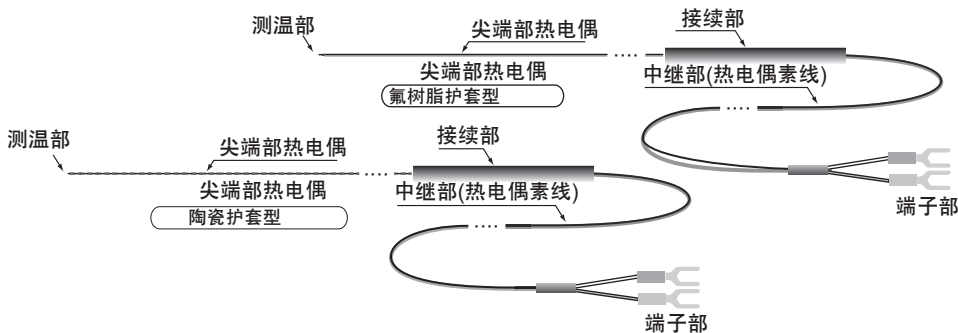 测温部
尖端部热电偶
接续部
尖端部热电偶
氟树脂护套型
中继部(热电偶素线)
端子部
测温部
尖端部热电偶
接续部
尖端部热电偶
陶瓷护套型
中继部(热电偶素线)
端子部